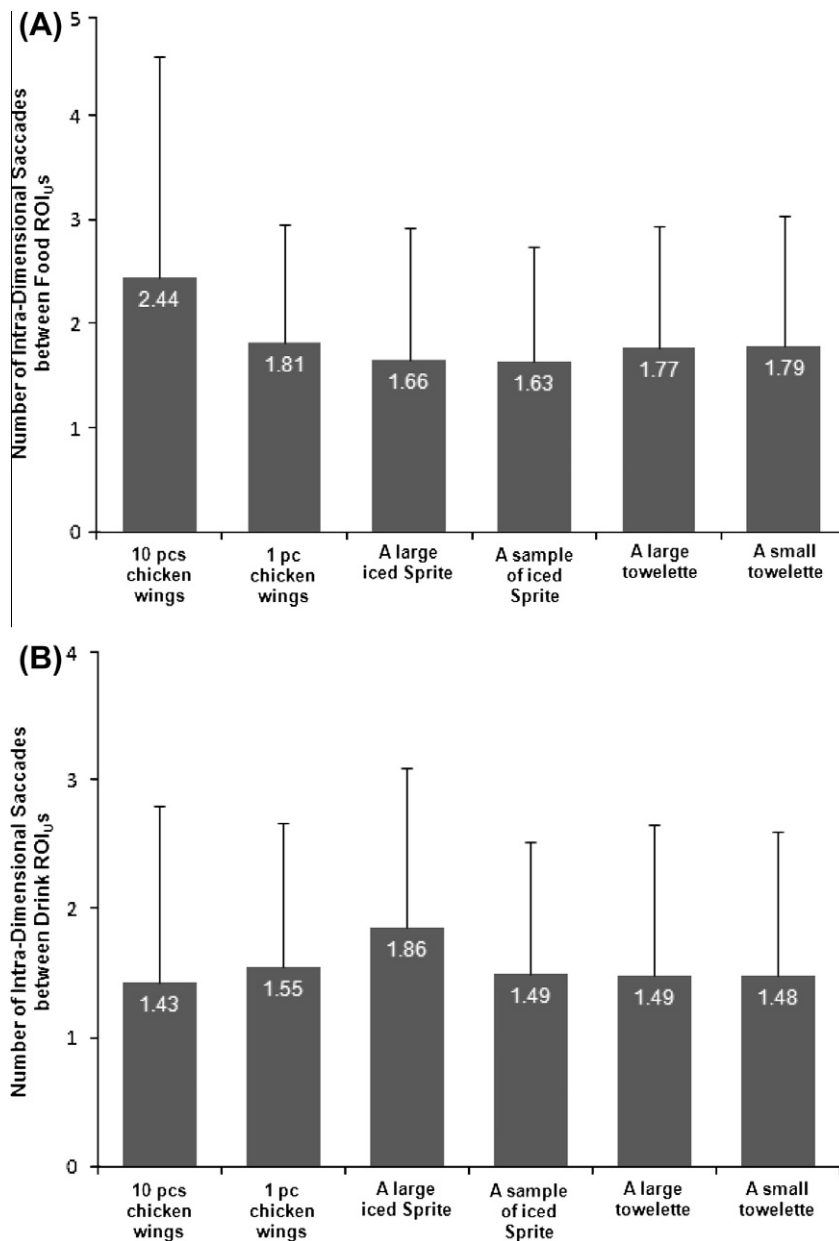 (A)
Number of Intra-Dimensional Saccades
between Food ROIUs
5
4
3
2
1
0
2.44
1.81
1.66
1.63
1.77
1.79
10 pcs
chicken
wings
1 pc
chicken
wings
A large
iced Sprite
A sample
of iced
Sprite
A large
towelette
A small
towelette
(B)
Number of Intra-Dimensional Saccades
between Drink ROIUs
4
3
2
1
0
1.43
1.55
1.86
1.49
1.49
1.48
10 pcs
chicken
wings
1 pc
chicken
wings
A large
iced Sprite
A sample
of iced
Sprite
A large
towelette
A small
towelette